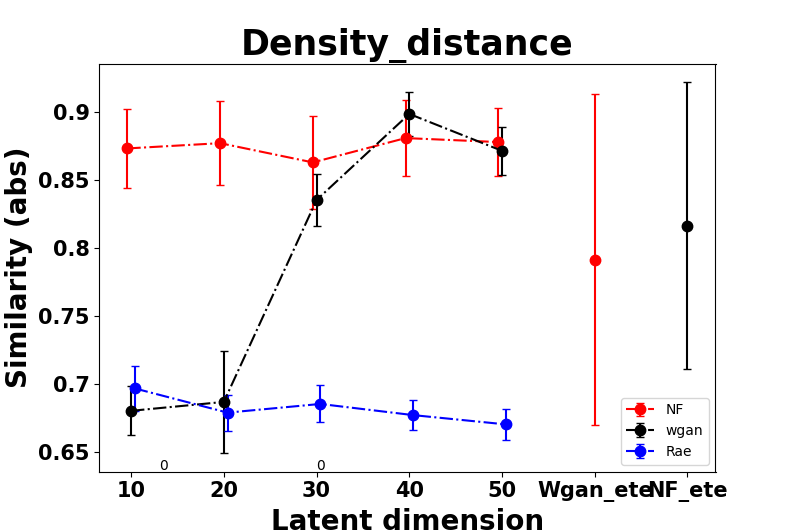 Density_distance
Similarity (abs)
0.9
0.85
0.8
0.75
0.7
0.65
0
0
10
20
30
40
50
Wgan_ete
NF_ete
Latent dimension
NF
wgan
Rae